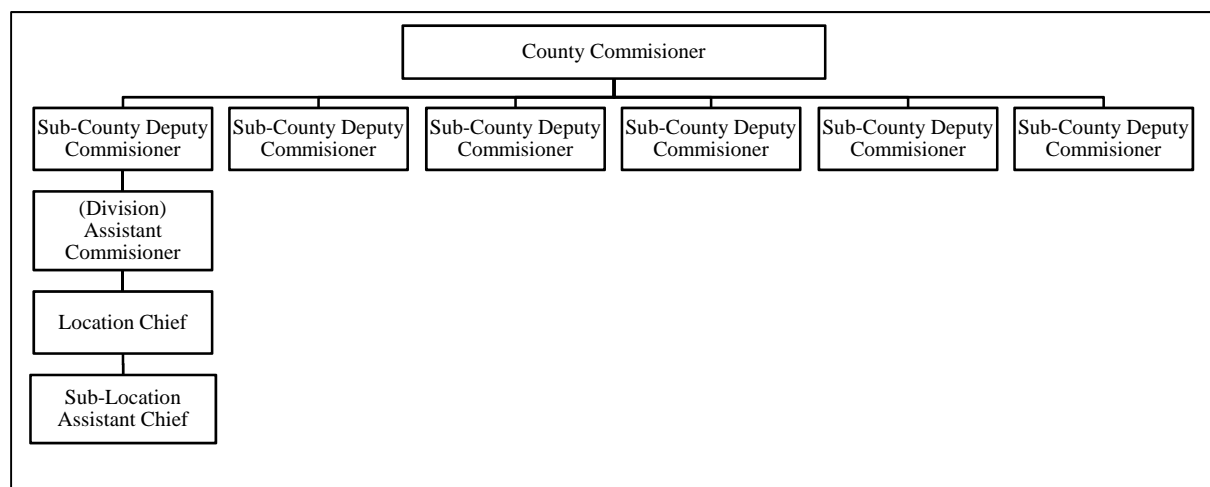 County Commisioner
Sub-County Deputy
Commisioner
Sub-County Deputy
Commisioner
Sub-County Deputy
Commisioner
Sub-County Deputy
Commisioner
Sub-County Deputy
Commisioner
Sub-County Deputy
Commisioner
(Division)
Assistant
Commisioner
Location Chief
Sub-Location
Assistant Chief